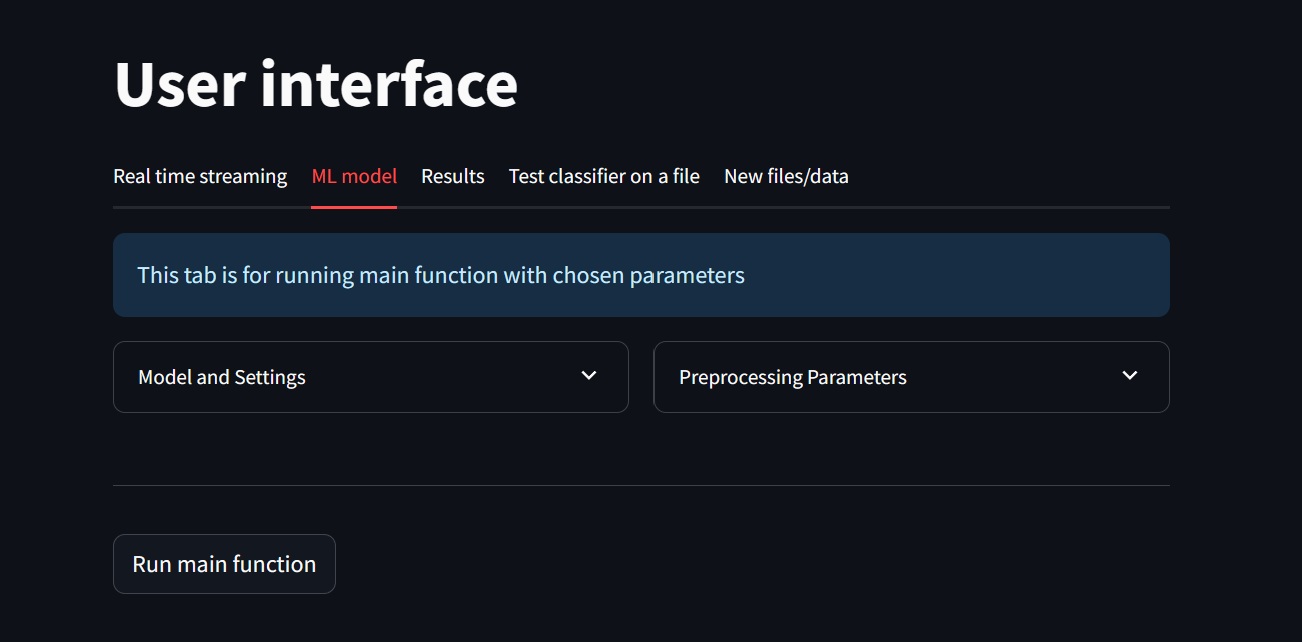 User interface
Real time streaming ML model Results Test classifier on a file New files/data
This tab is for running main function with chosen parameters
Model and Settings Preprocessing Parameters
Run main function